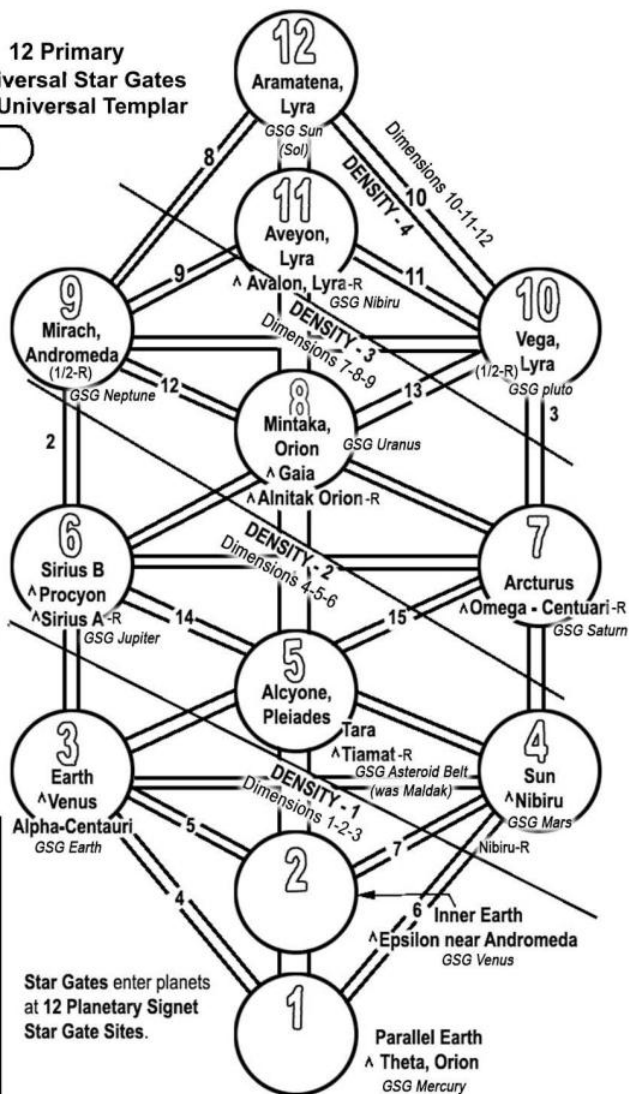 12 Primary
iversal Star Gates
Universal Templar
12
Aramatena,
Lyra
GSG Sun
(Sol)
8
10
Dimensions 10-11-12
DENSITY - 4
11
Aveyon,
Lyra
^ Avalon, Lyra-R
GSG Nibiru
9
11
9
Mirach,
Andromeda
(1/2-R)
GSG Neptune
DENSITY - 3
Dimensions 7-8-9
10
Vega,
(1/2-R) Lyra
GSG pluto
12
13
8
Mintaka,
Orion
GSG Uranus
^ Gaia
^ Alnitak Orion-R
2
3
6
Sirius B
^Procyon
^Sirius A-R
GSG Jupiter
DENSITY - 2
Dimensions 4-5-6
7
Arcturus
^Omega - Centuari-R
GSG Saturn
14
15
5
Alcyone,
Pleiades
Tara
^Tiamat-R
GSG Asteroid Belt
(was Maldak)
3
Earth
^Venus
Alpha-Centauri
GSG Earth
DENSITY - 1
Dimensions 1-2-3
4
Sun
^Nibiru
GSG Mars
Nibiru-R
5
7
2
4
6
Inner Earth
^Epsilon near Andromeda
GSG Venus
Star Gates enter planets
at 12 Planetary Signet
Star Gate Sites.
1
Parallel Earth
^ Theta, Orion
GSG Mercury